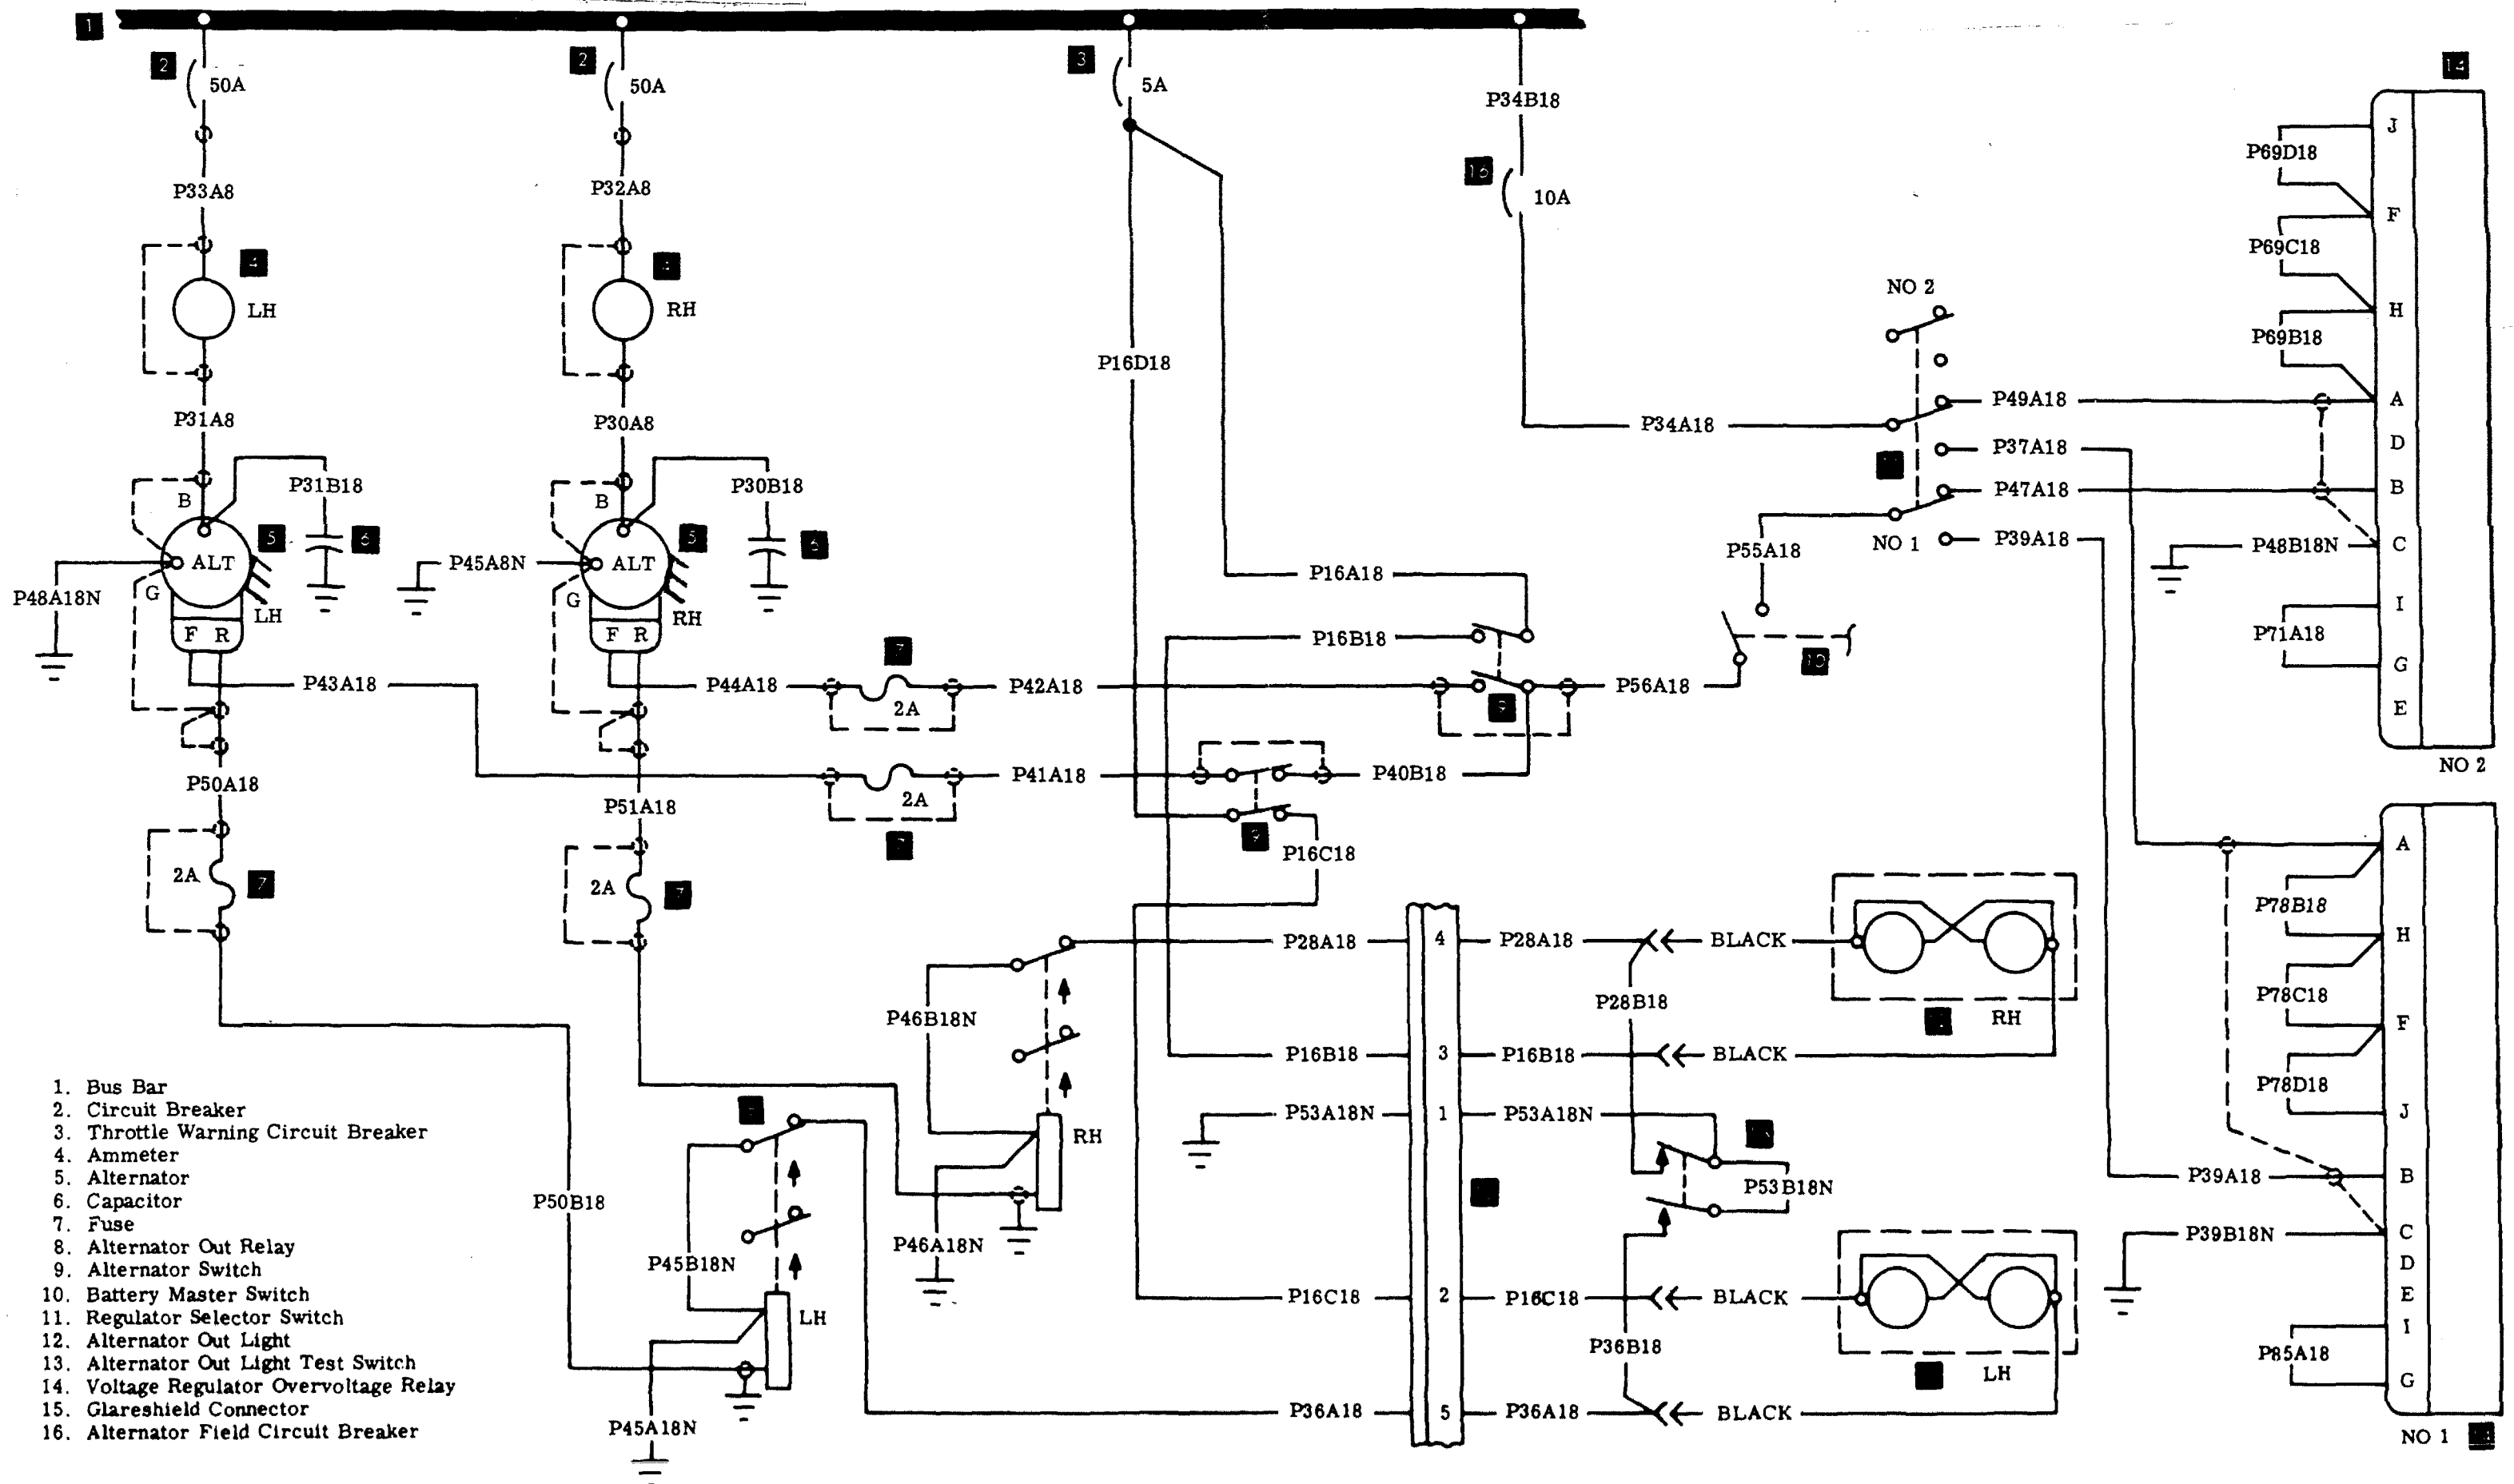 1
2
50A
2
50A
3
5A
P34B18
16
10A
14
P33A8
P32A8
4
LH
4
RH
P31A8
P30A8
B
P31B18
B
P30B18
ALT
5
6
ALT
5
6
P48A18N
G
LH
P45A8N
G
RH
F R
F R
P43A18
P44A18
7
2A
P42A18
P16D18
P16A18
P16B18
9
P56A18
10
P55A18
P34A18
NO 2
P49A18
P37A18
P47A18
NO 1
P39A18
P69D18
P69C18
P69B18
P48B18N
P71A18
J
F
H
A
D
B
C
I
G
E
NO 2
P50A18
P51A18
2A
7
P41A18
P40B18
9
P16C18
2A
7
2A
7
P28A18
4
P28A18
BLACK
P28B18
RH
P46B18N
P16B18
3
P16B18
BLACK
P53A18N
1
P53A18N
RH
P53B18N
P50B18
P45B18N
P46A18N
LH
P16C18
2
P16C18
BLACK
P36B18
LH
P45A18N
P36A18
5
P36A18
BLACK
P78B18
P78C18
P78D18
P39A18
P39B18N
P85A18
A
H
F
J
B
C
D
E
I
G
NO 1
1. Bus Bar
2. Circuit Breaker
3. Throttle Warning Circuit Breaker
4. Ammeter
5. Alternator
6. Capacitor
7. Fuse
8. Alternator Out Relay
9. Alternator Switch
10. Battery Master Switch
11. Regulator Selector Switch
12. Alternator Out Light
13. Alternator Out Light Test Switch
14. Voltage Regulator Overvoltage Relay
15. Glareshield Connector
16. Alternator Field Circuit Breaker